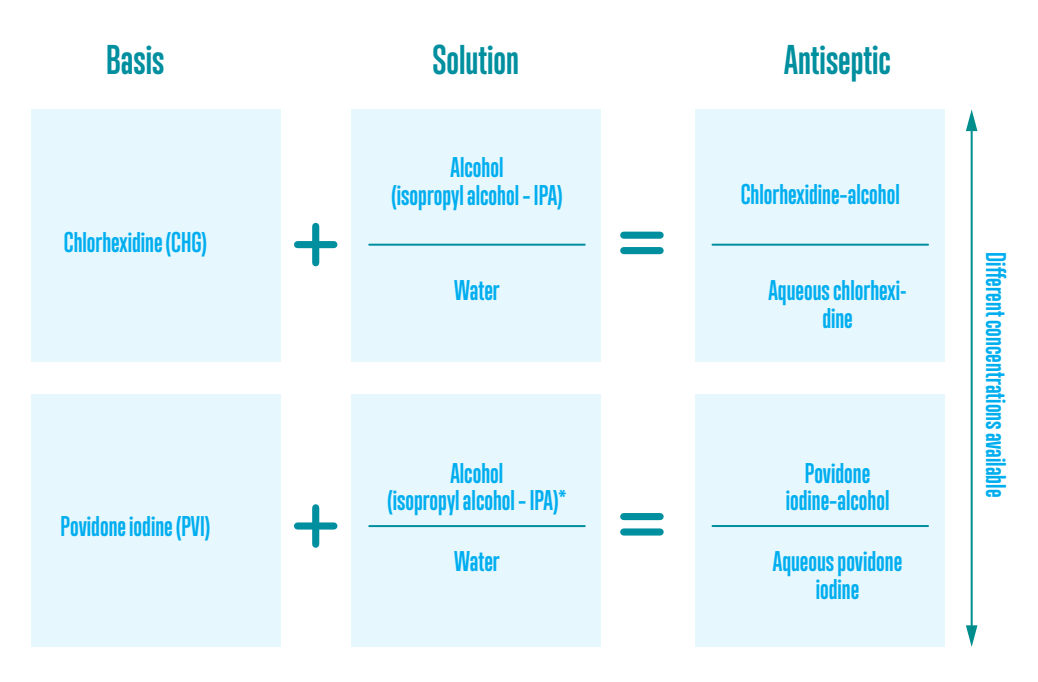 Basis
Solution
Antiseptic
Chlorhexidine (CHG)
+
Alcohol
(isopropyl alcohol - IPA)
Water
=
Chlorhexidine-alcohol
Aqueous chlorhexi-
dine
Povidone iodine (PVI)
+
Alcohol
(isopropyl alcohol - IPA)*
Water
=
Povidone
iodine-alcohol
Aqueous povidone
iodine
Different concentrations available